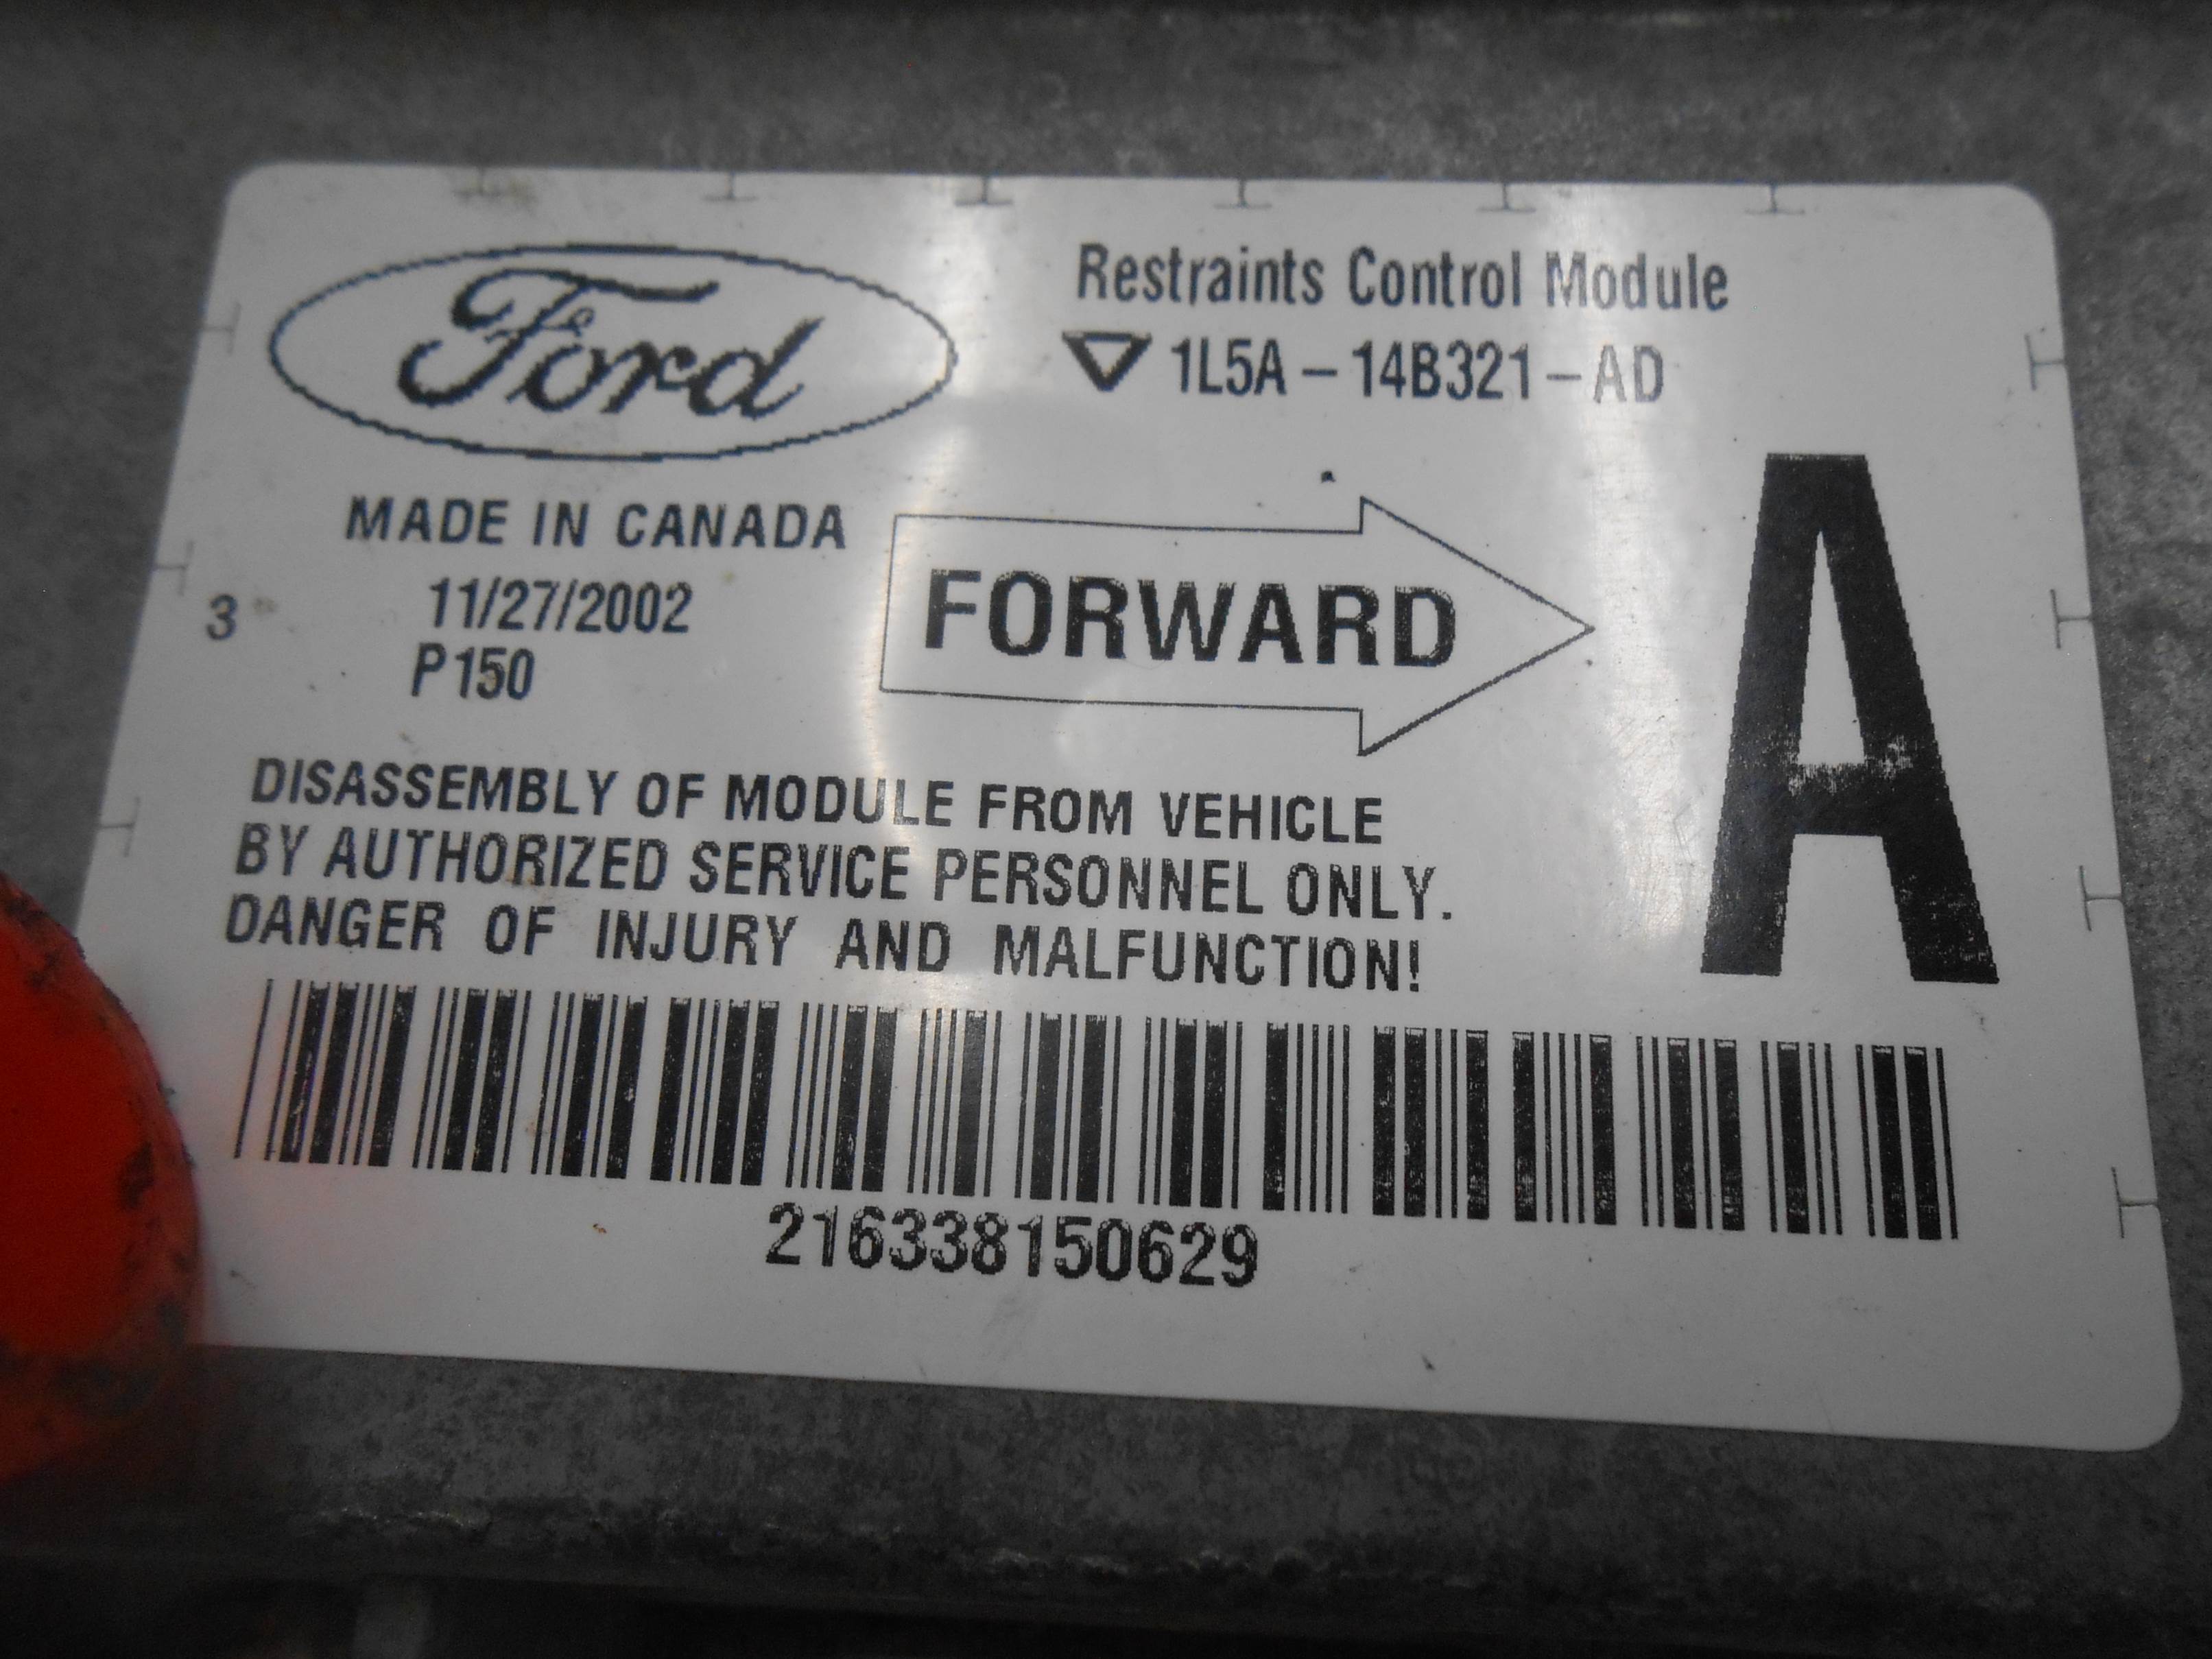 Ford
Restraints Control Module
1L5A-14B321-AD
A
MADE IN CANADA
11/27/2002
3
P150
FORWARD
DISASSEMBLY OF MODULE FROM VEHICLE
BY AUTHORIZED SERVICE PERSONNEL ONLY.
DANGER OF INJURY AND MALFUNCTION!
216338150629